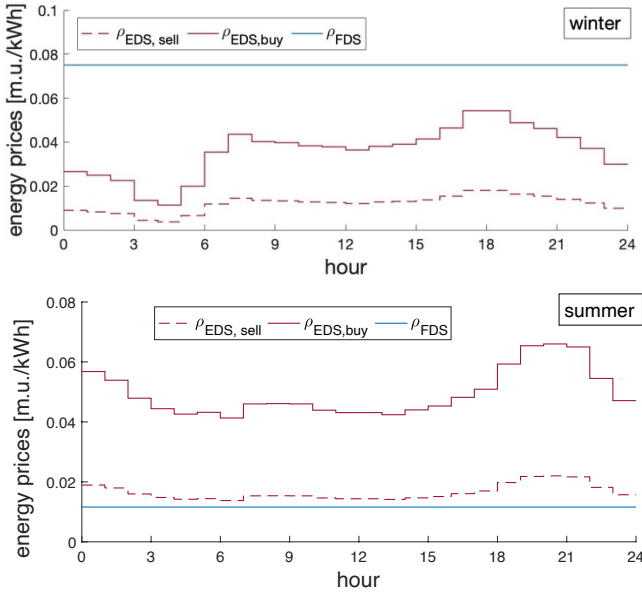 winter
ρEDS, sell ρEDS,buy ρFDS
energy prices [m.u./kWh]
0.1
0.08
0.06
0.04
0.02
0
0 3 6 9 12 15 18 21 24
hour
summer
ρEDS, sell ρEDS,buy ρFDS
energy prices [m.u./kWh]
0.08
0.06
0.04
0.02
0
0 3 6 9 12 15 18 21 24
hour